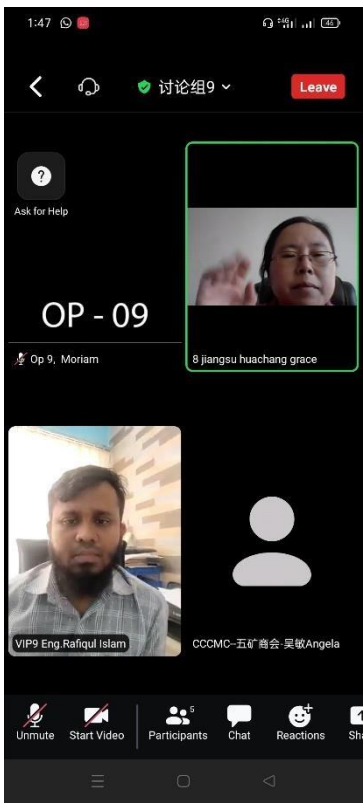 1:47
46
讨论组9
Leave
Ask for Help
OP - 09
Op 9, Moriam
8 jiangsu huachang grace
VIP9 Eng.Rafiqul Islam
CCCMC-五矿商会-吴敏Angela
5
Unmute
Start Video
Participants
Chat
Reactions
Sha